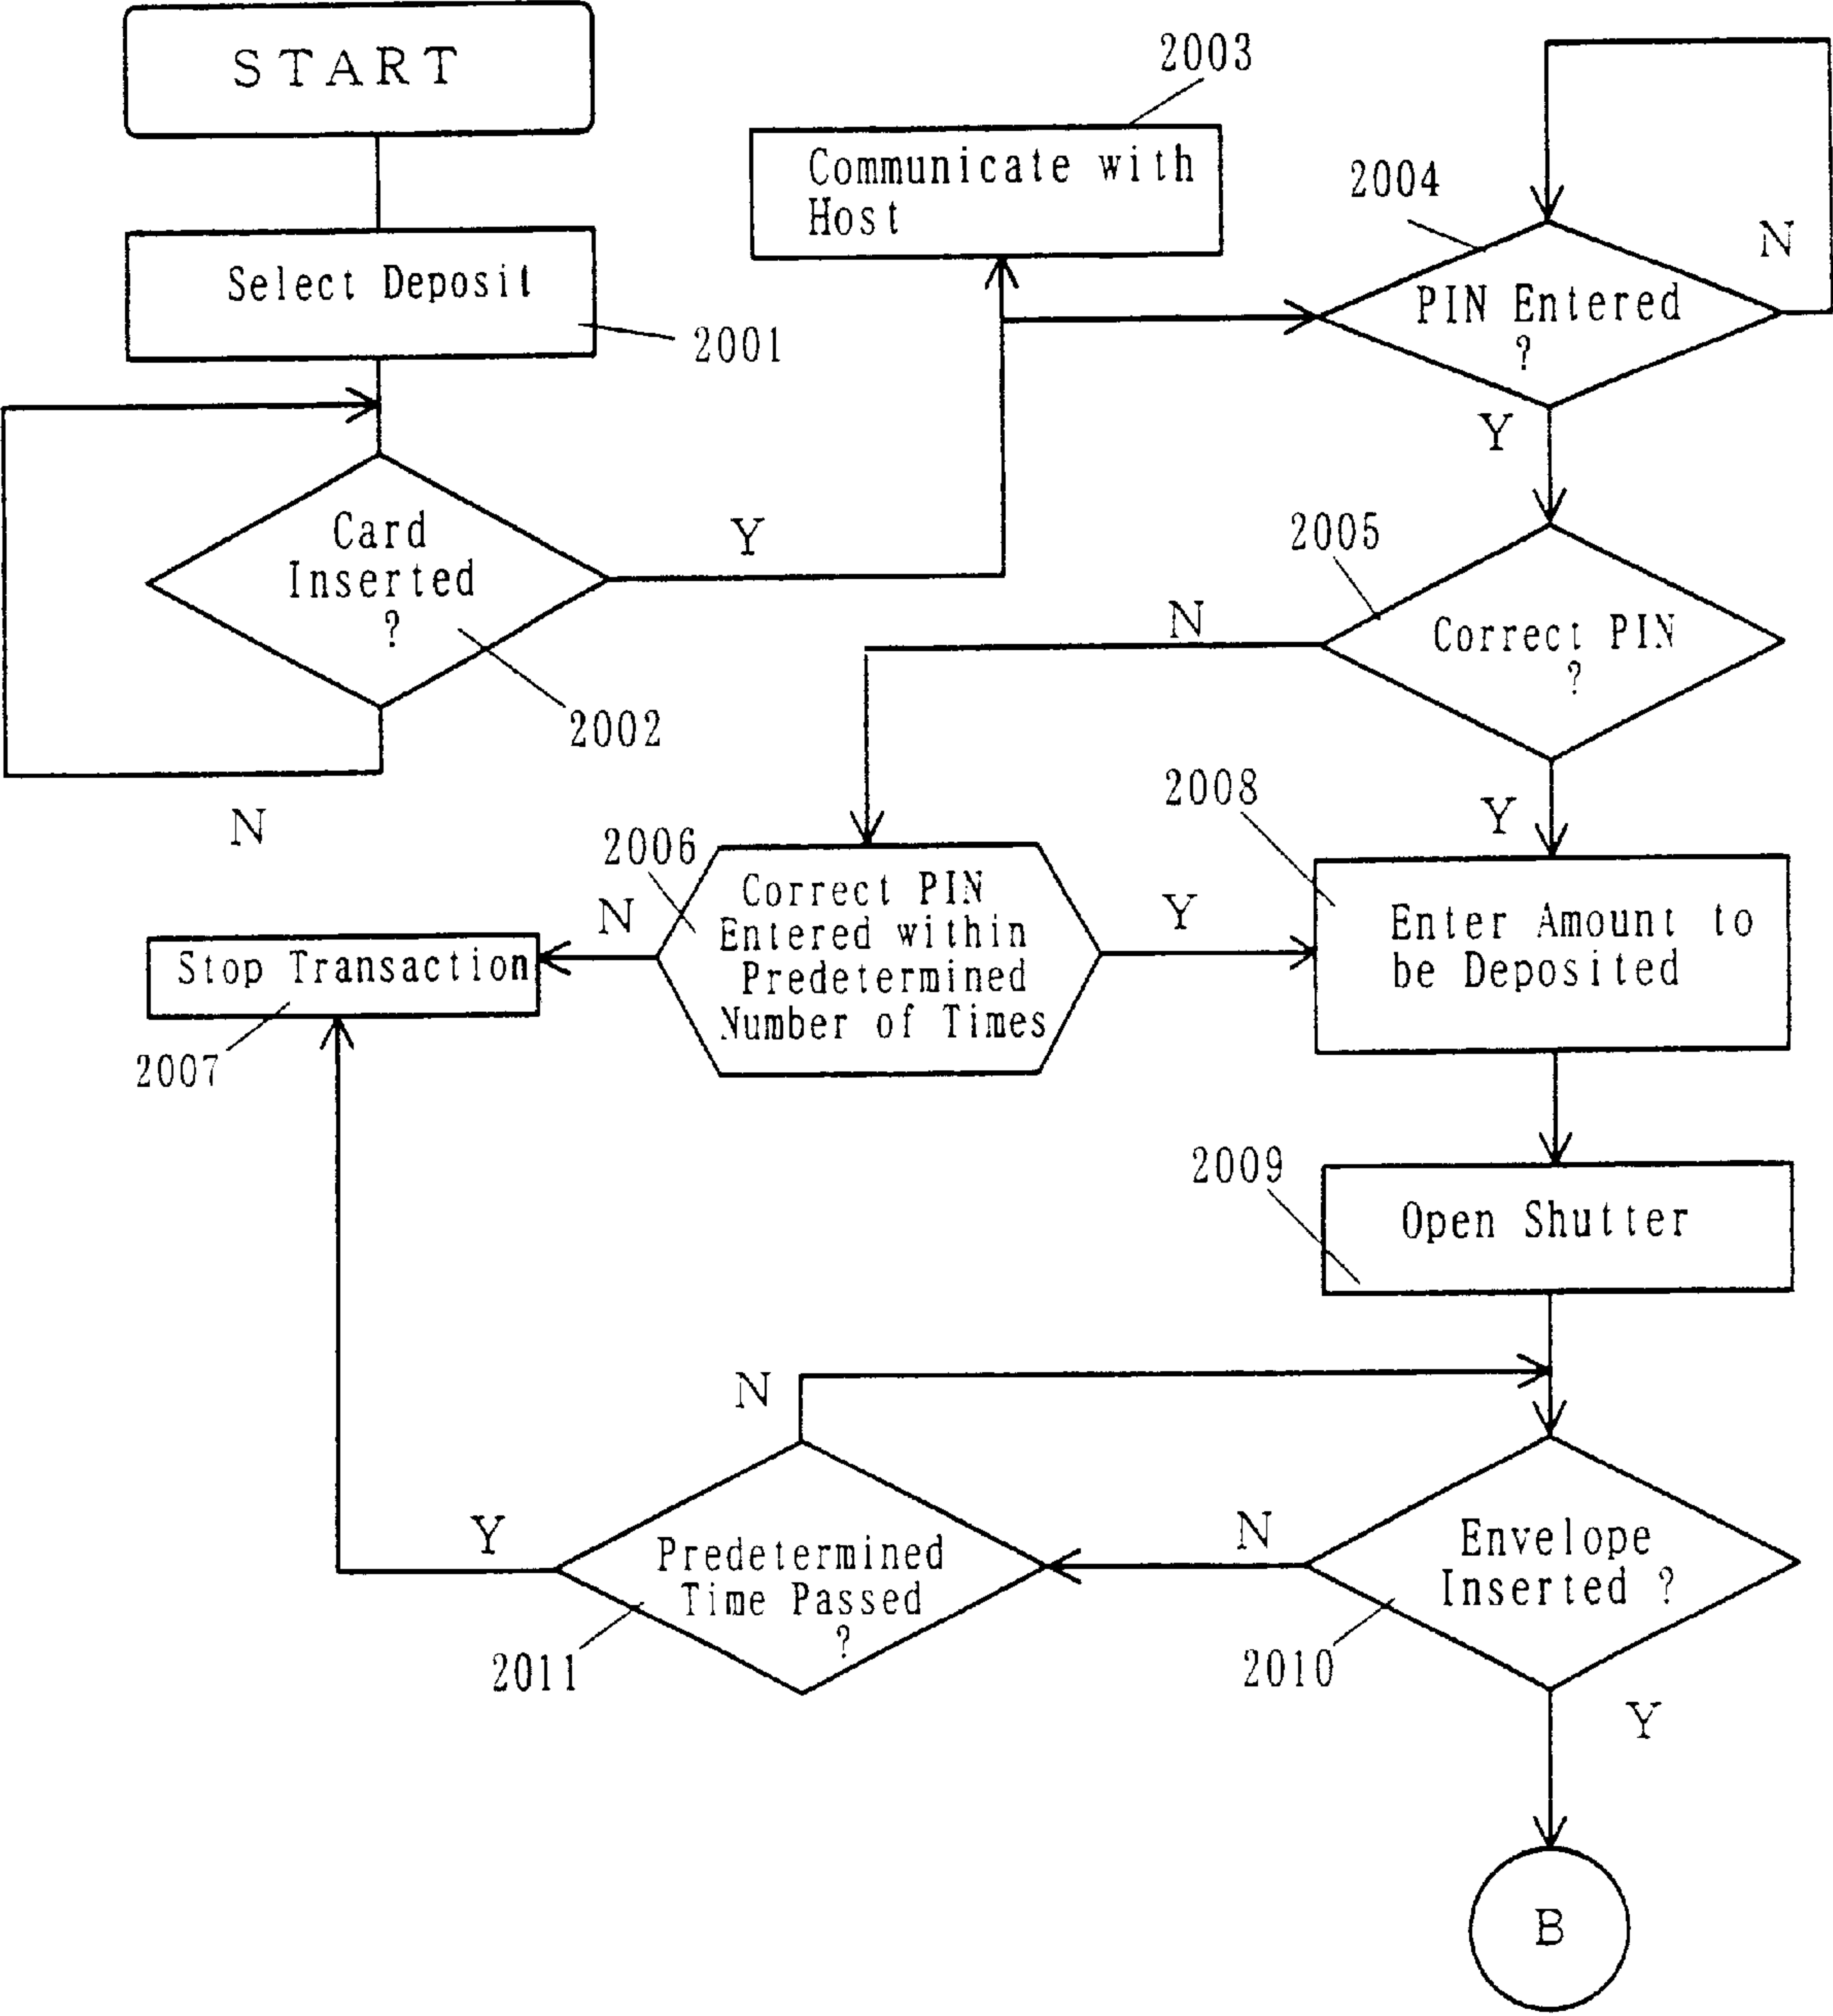 START
Select Deposit
2001
Card
Inserted
?
2002
Y
N
2003
Communicate with
Host
2004
PIN Entered
?
N
Y
2005
Correct PIN
?
N
Y
2006
Correct PIN
Entered within
Predetermined
Number of Times
N
Y
Stop Transaction
2007
2008
Enter Amount to
be Deposited
2009
Open Shutter
Envelope
Inserted ?
2010
N
Y
Predetermined
Time Passed
?
2011
N
Y
B